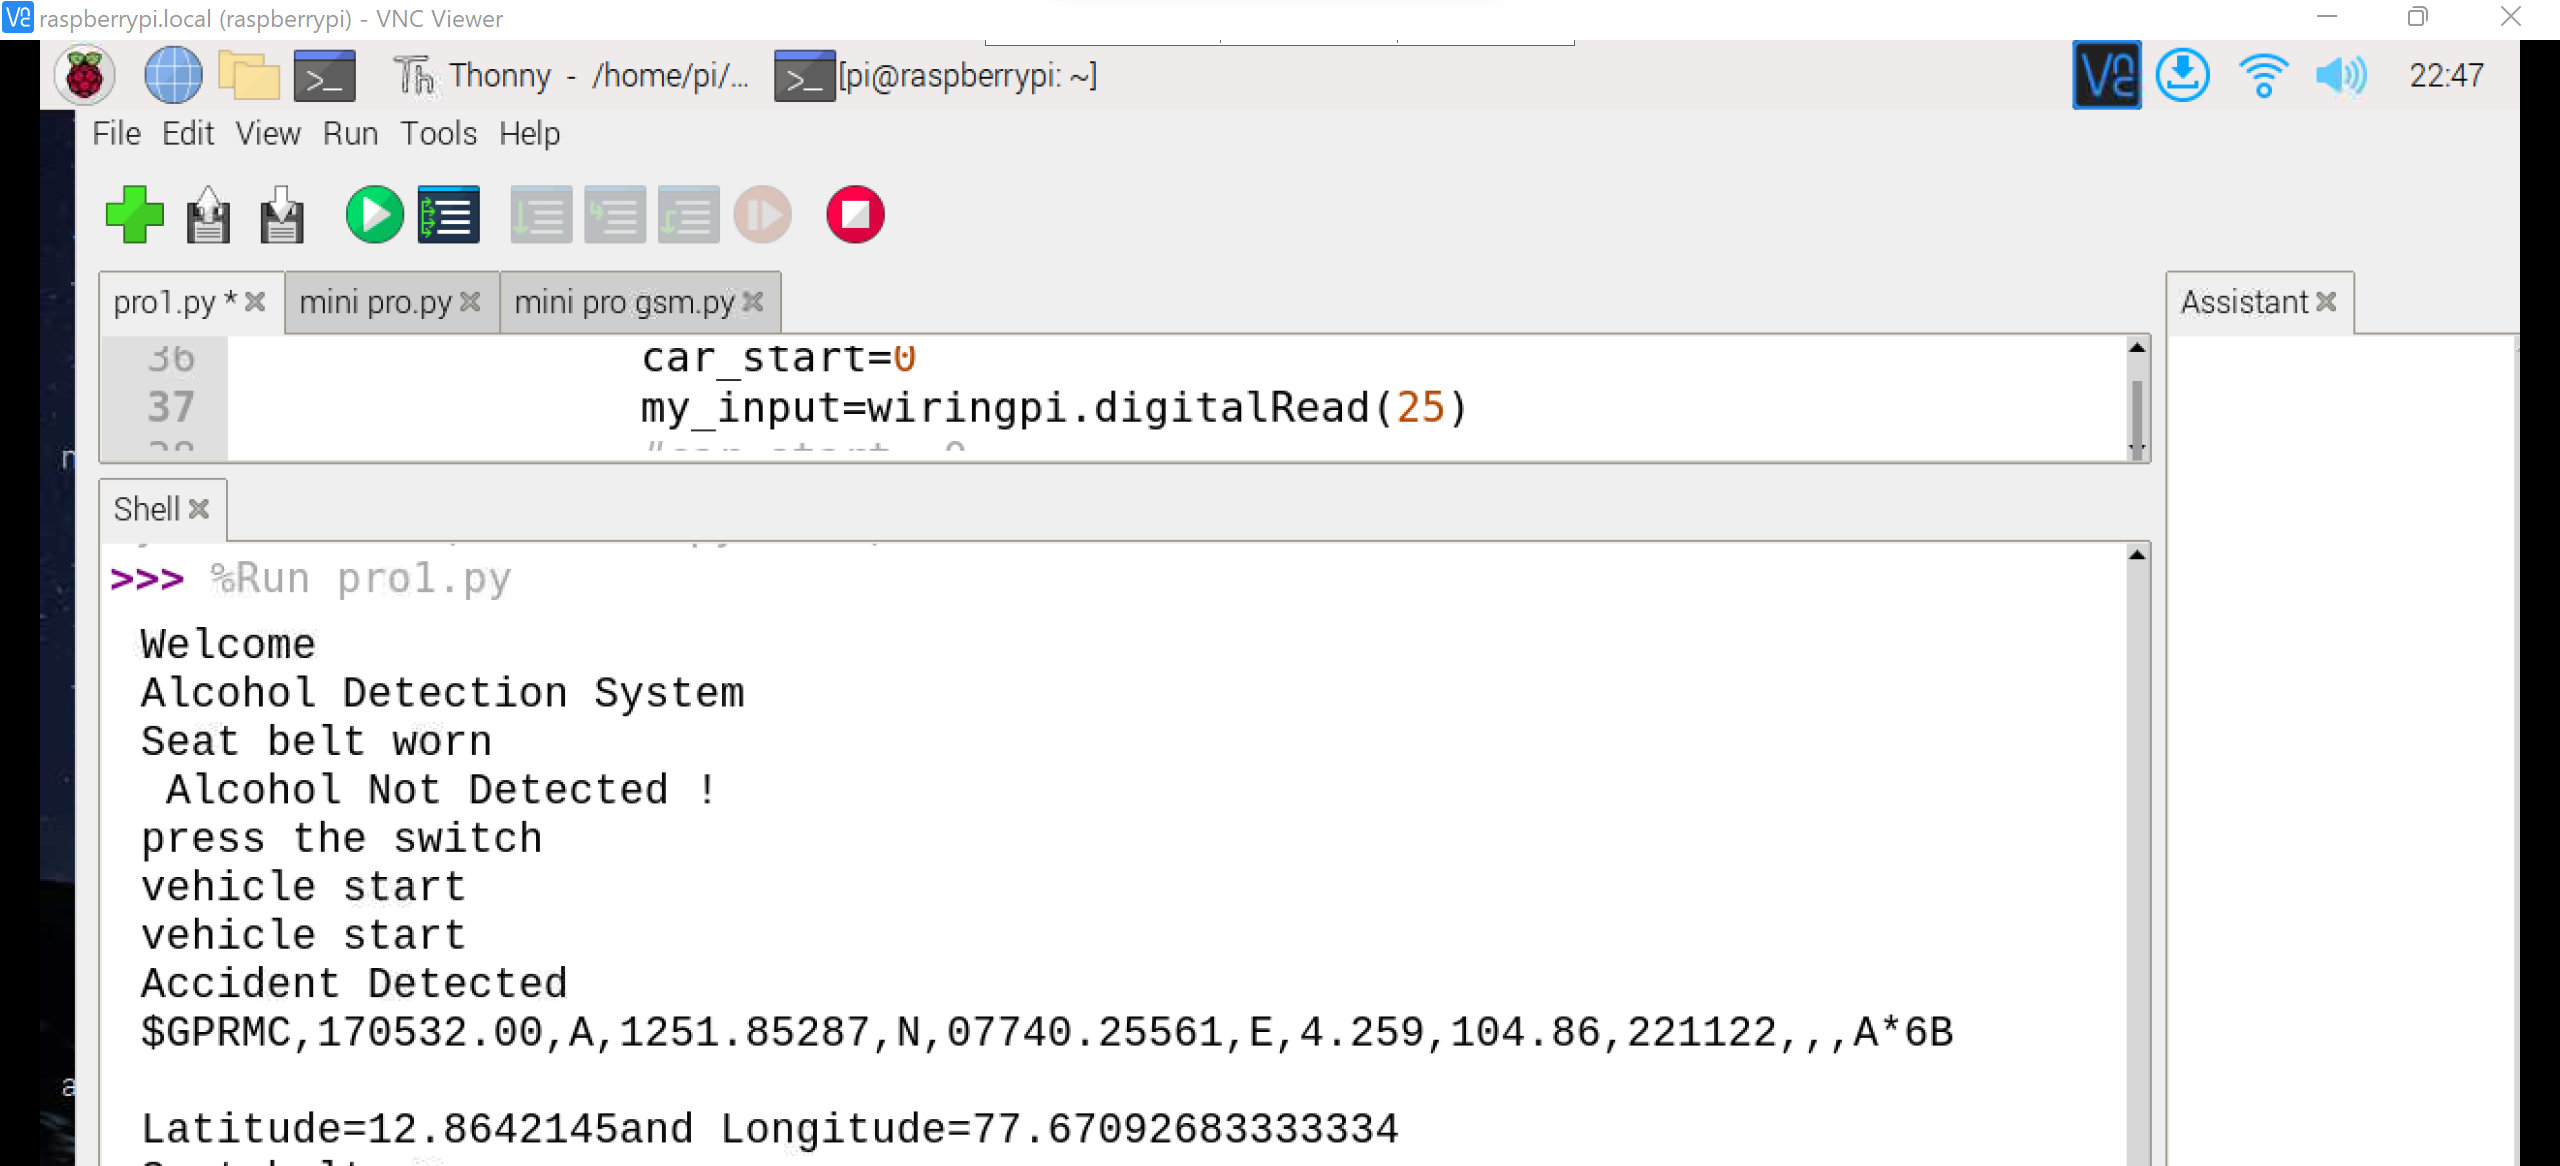 raspberrypi.local (raspberrypi) - VNC Viewer
Thonny - /home/pi/... [pi@raspberrypi: ~] 22:47
File Edit View Run Tools Help
pro1.py * mini pro.py mini pro gsm.py Assistant
36 car_start=0
37 my_input=wiringpi.digitalRead(25)
Shell
>>> %Run pro1.py
Welcome
Alcohol Detection System
Seat belt worn
Alcohol Not Detected !
press the switch
vehicle start
vehicle start
Accident Detected
$GPRMC,170532.00,A,1251.85287,N,07740.25561,E,4.259,104.86,221122,,,A*6B
Latitude=12.8642145and Longitude=77.67092683333334